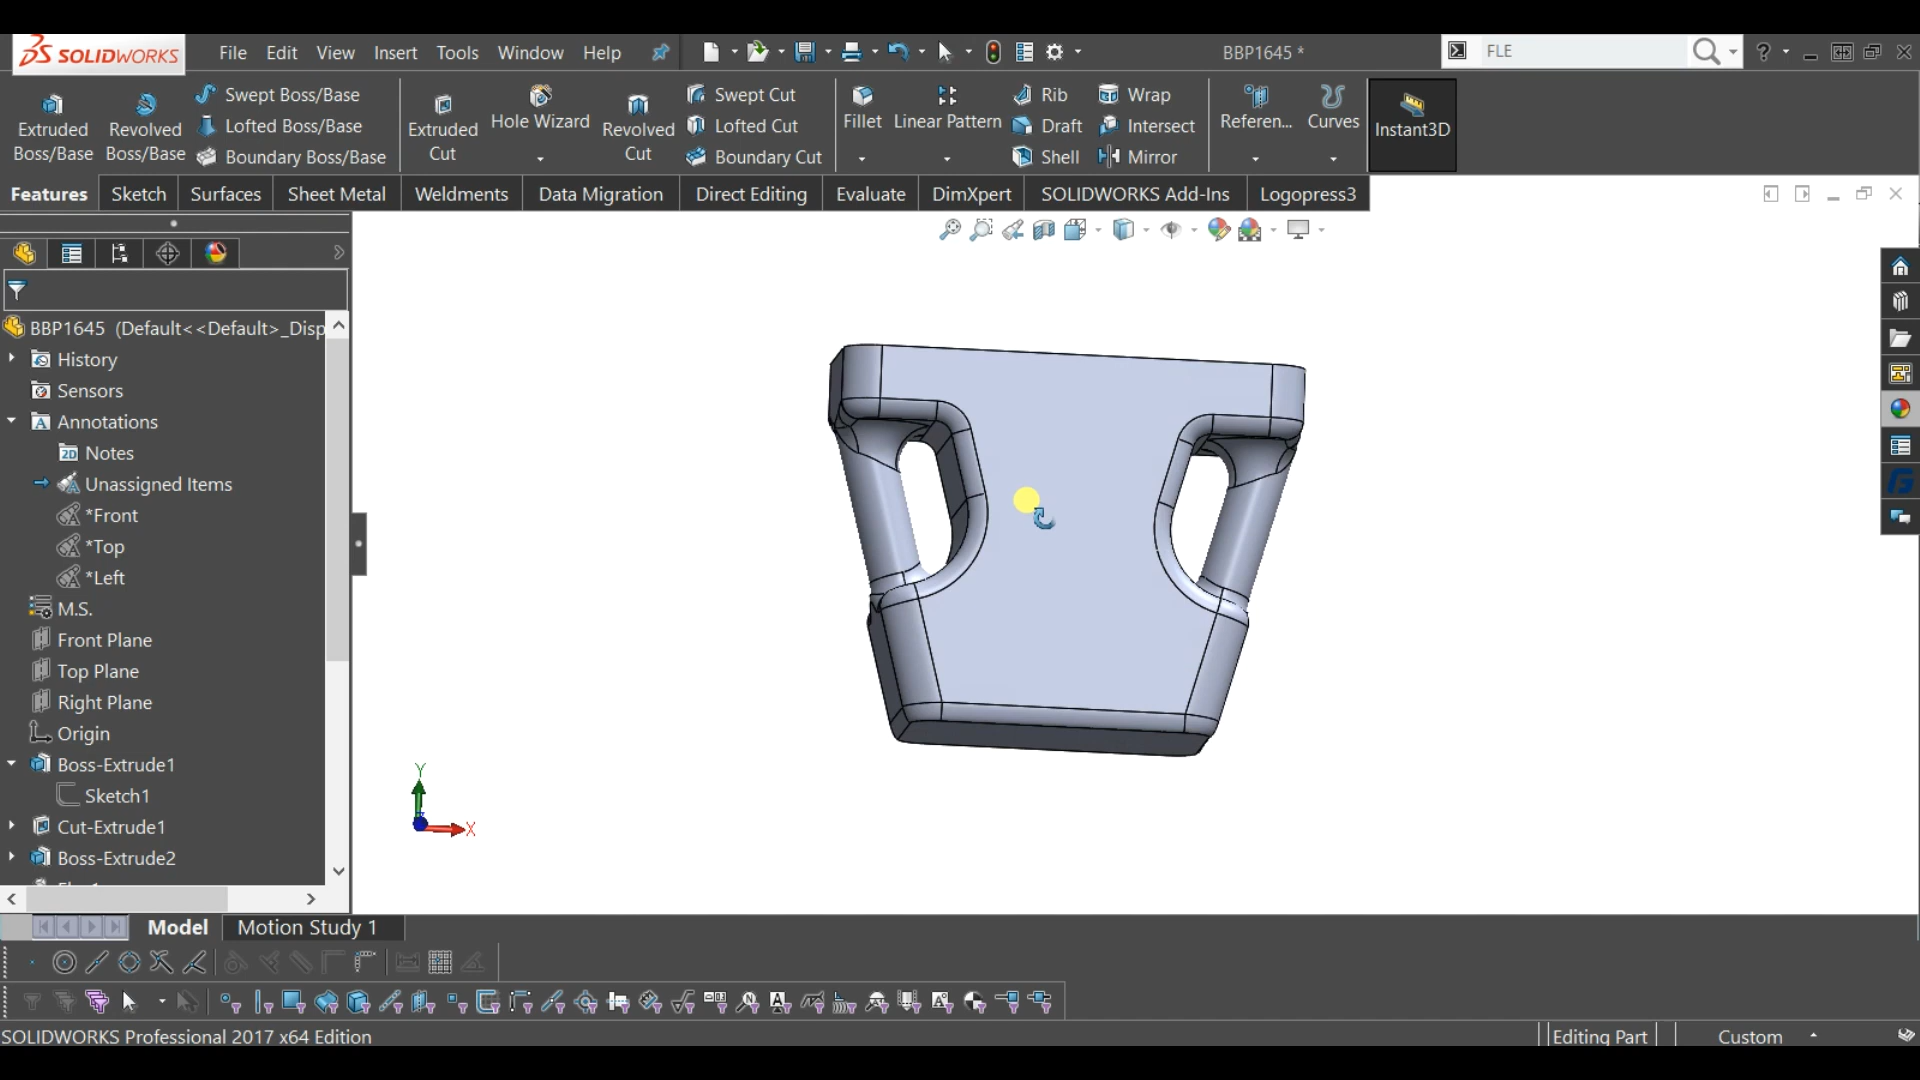 SOLIDWORKS File Edit View Insert Tools Window Help BBP1645 * FLE ?
Extruded Boss/Base
Revolved Boss/Base
Swept Boss/Base
Lofted Boss/Base
Boundary Boss/Base
Extruded Cut
Hole Wizard
Revolved Cut
Swept Cut
Lofted Cut
Boundary Cut
Fillet
Linear Pattern
Rib
Draft
Shell
Wrap
Intersect
Mirror
Referen...
Curves
Instant3D
Features Sketch Surfaces Sheet Metal Weldments Data Migration Direct Editing Evaluate DimXpert SOLIDWORKS Add-Ins Logopress3
BBP1645 (Default<<Default>_Disp
History
Sensors
Annotations
Notes
Unassigned Items
*Front
*Top
*Left
M.S.
Front Plane
Top Plane
Right Plane
Origin
Boss-Extrude1
Sketch1
Cut-Extrude1
Boss-Extrude2
Y
X
Model Motion Study 1
SOLIDWORKS Professional 2017 x64 Edition Editing Part Custom